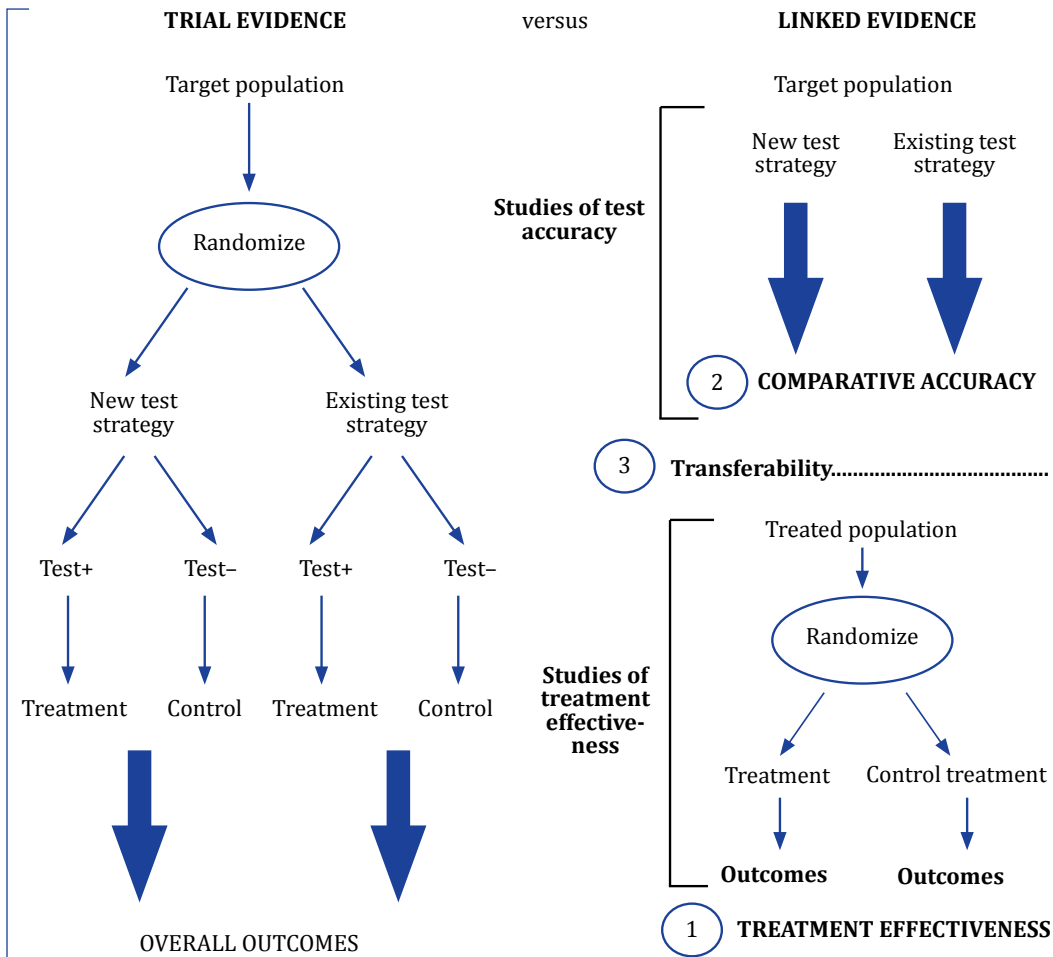 TRIAL EVIDENCE
versus
LINKED EVIDENCE
Target population
Randomize
New test
strategy
Existing test
strategy
Test+
Test–
Test+
Test–
Treatment
Control
Treatment
Control
OVERALL OUTCOMES
Target population
New test
strategy
Existing test
strategy
Studies of test
accuracy
2
COMPARATIVE ACCURACY
3
Transferability........................................
Treated population
Randomize
Studies of
treatment
effective-
ness
Treatment
Control treatment
Outcomes
Outcomes
1
TREATMENT EFFECTIVENESS